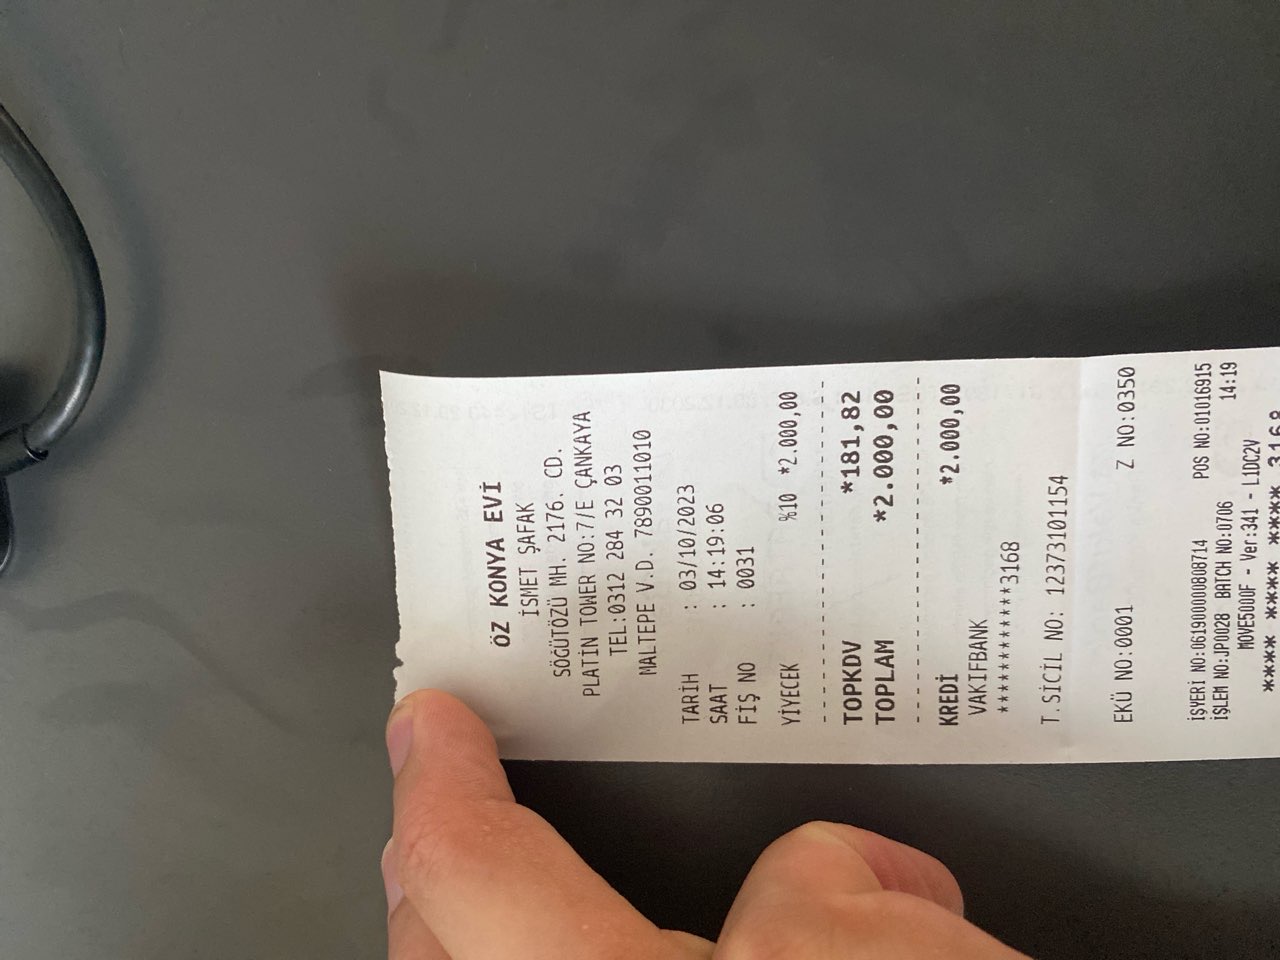 ÖZ KONYA EVİ
İSMET ŞAFAK
SÖĞÜTÖZÜ MH. 2176. CD.
PLATİN TOWER NO:7/E ÇANKAYA
TEL:0312 284 32 03
MALTEPE V.D. 7890011010
TARİH : 03/10/2023
SAAT : 14:19:06
FİŞ NO : 0031
YİYECEK %10 *2.000,00
TOPKDV *181,82
TOPLAM *2.000,00
KREDİ *2.000,00
VAKIFBANK
************3168
T.SİCİL NO: 12373101154
EKÜ NO:0001 Z NO:0350
İŞYERİ NO:061900000808714 POS NO:01016915
İŞLEM NO:JP0028 BATCH NO:0706 14:19
MOVE5000F - Ver:341 - L1DC2V
**** **** **** 3168